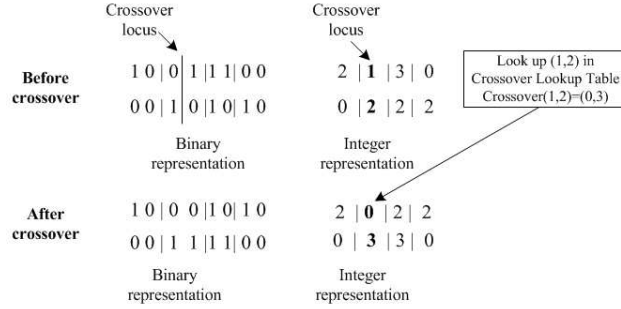 Crossover
locus
Crossover
locus
Before
crossover
1 0 | 0 1 | 1 1 | 0 0
0 0 | 1 0 | 1 0 | 1 0
2 | 1 | 3 | 0
0 | 2 | 2 | 2
Look up (1,2) in
Crossover Lookup Table
Crossover(1,2)=(0,3)
Binary
representation
Integer
representation
After
crossover
1 0 | 0 0 | 1 0 | 1 0
0 0 | 1 1 | 1 1 | 0 0
2 | 0 | 2 | 2
0 | 3 | 3 | 0
Binary
representation
Integer
representation